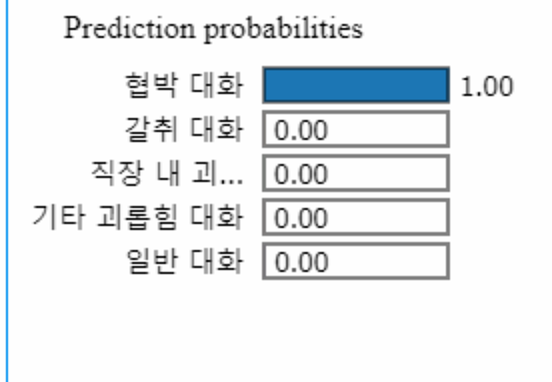 Prediction probabilities
협박 대화 1.00
갈취 대화 0.00
직장 내 괴... 0.00
기타 괴롭힘 대화 0.00
일반 대화 0.00